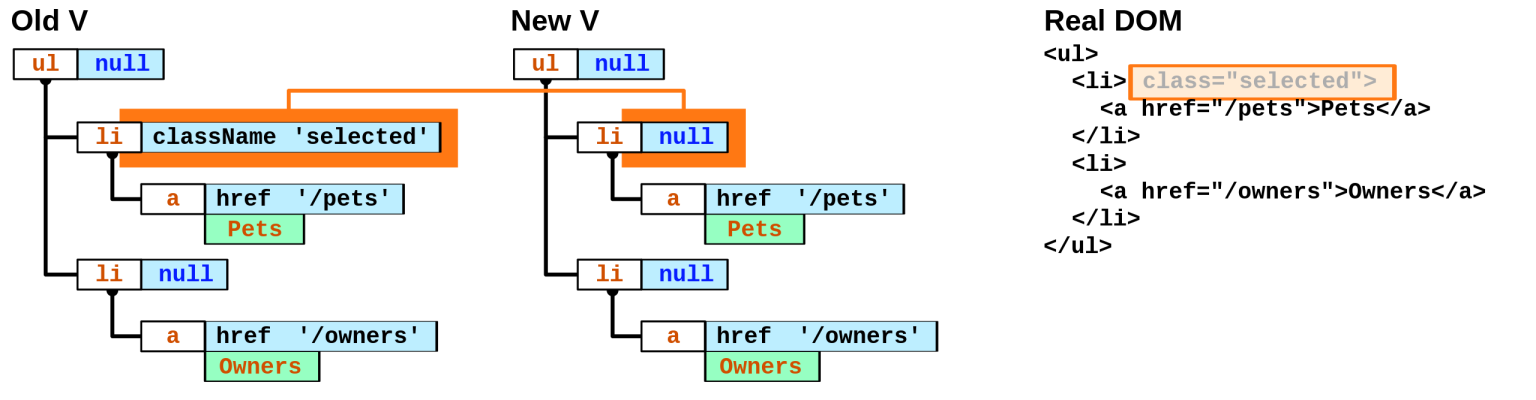 Old V
ul null
li className 'selected'
a href '/pets'
Pets
li null
a href '/owners'
Owners
New V
ul null
li null
a href '/pets'
Pets
li null
a href '/owners'
Owners
Real DOM
<ul>
<li> class="selected">
<a href="/pets">Pets</a>
</li>
<li>
<a href="/owners">Owners</a>
</li>
</ul>